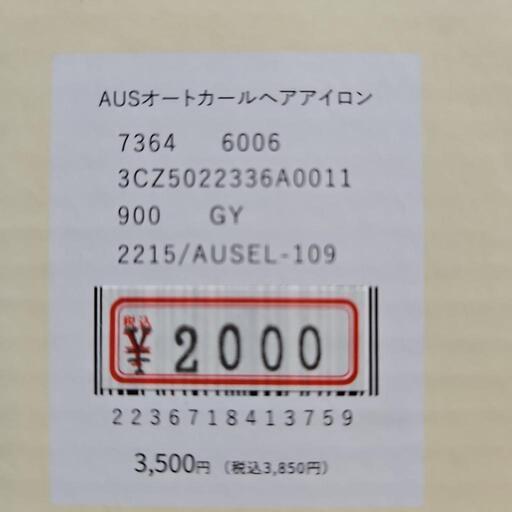 AUSオートカールヘアアイロン
7364 6006
3CZ5022336A0011
900 GY
2215/AUSEL-109
税込
¥2000
2236718413759
3,500円 (税込3,850円)